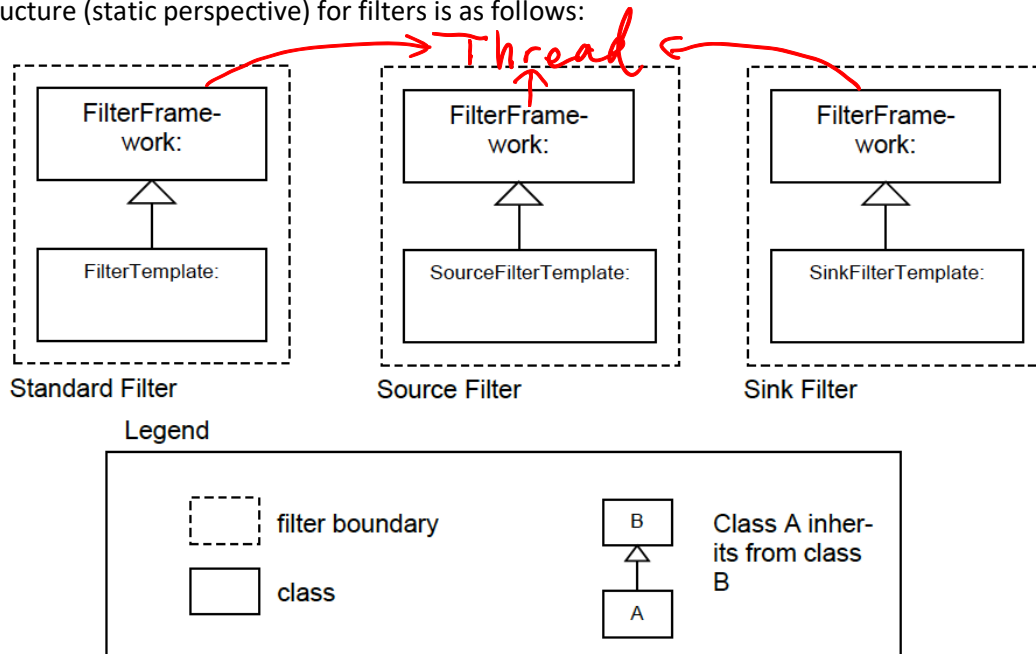 ucture (static perspective) for filters is as follows:
Thread
FilterFrame-
work:
FilterFrame-
work:
FilterFrame-
work:
FilterTemplate:
SourceFilterTemplate:
SinkFilterTemplate:
Standard Filter
Source Filter
Sink Filter
Legend
filter boundary
B
Class A inher-
its from class
B
class
A